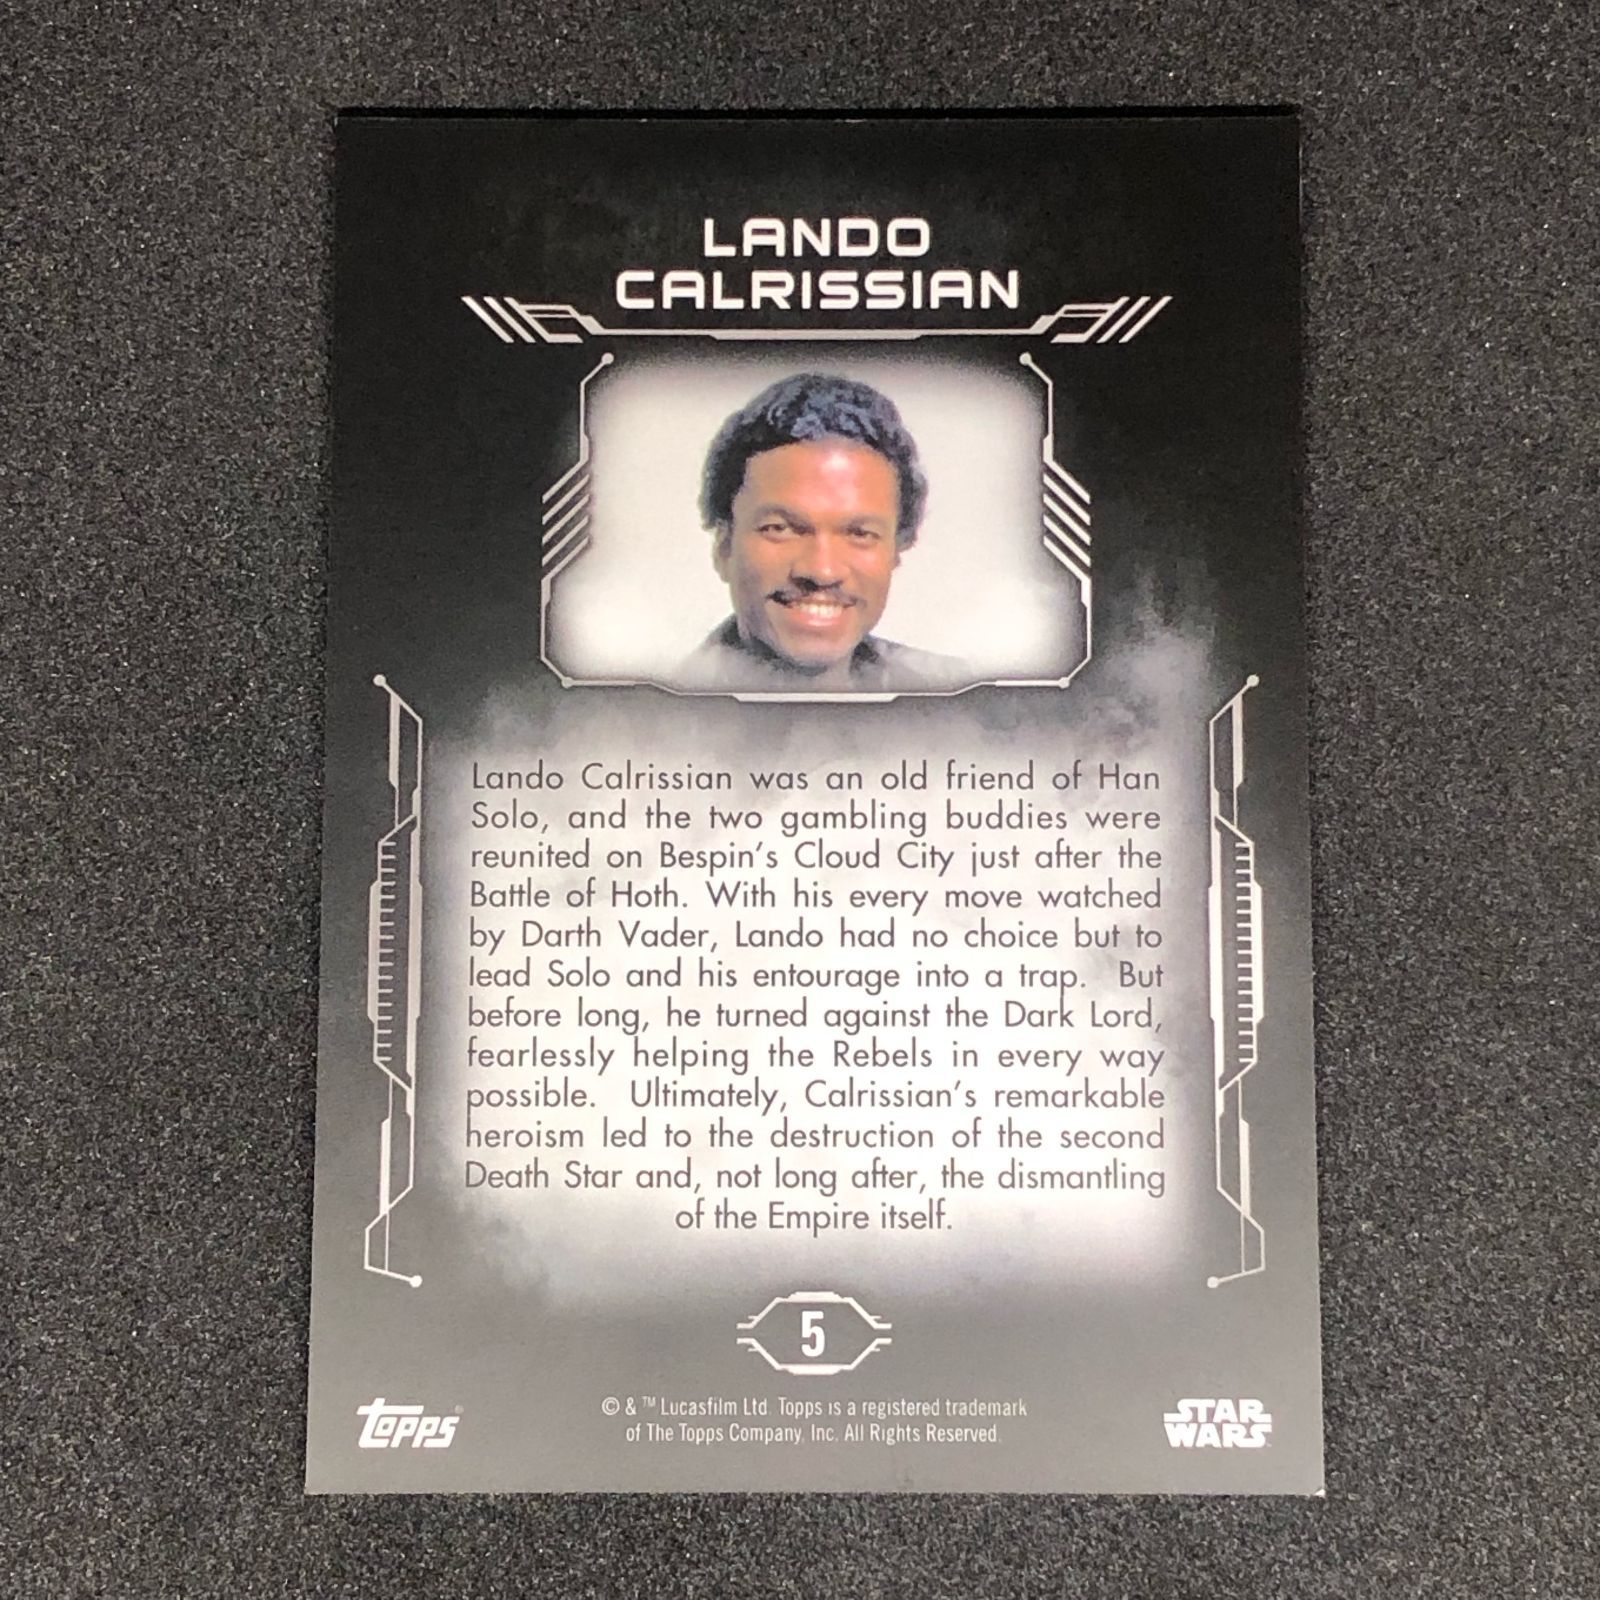 LANDO
CALRISSIAN
Lando Calrissian was an old friend of Han
Solo, and the two gambling buddies were
reunited on Bespin's Cloud City just after the
Battle of Hoth. With his every move watched
by Darth Vader, Lando had no choice but to
lead Solo and his entourage into a trap. But
before long, he turned against the Dark Lord,
fearlessly helping the Rebels in every way
possible. Ultimately, Calrissian's remarkable
heroism led to the destruction of the second
Death Star and, not long after, the dismantling
of the Empire itself.
5
© & ™ Lucasfilm Ltd. Topps is a registered trademark
of The Topps Company, Inc. All Rights Reserved.
Topps®
STAR
WARS